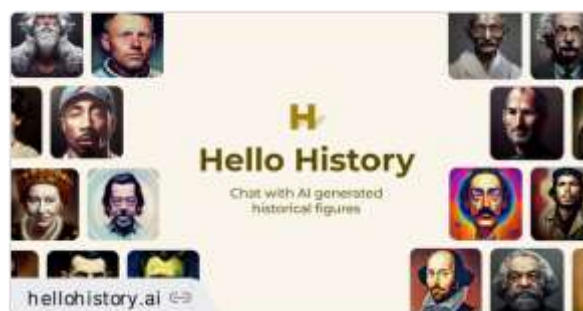 H
Hello History
Chat with AI generated
historical figures
hellohistory.ai